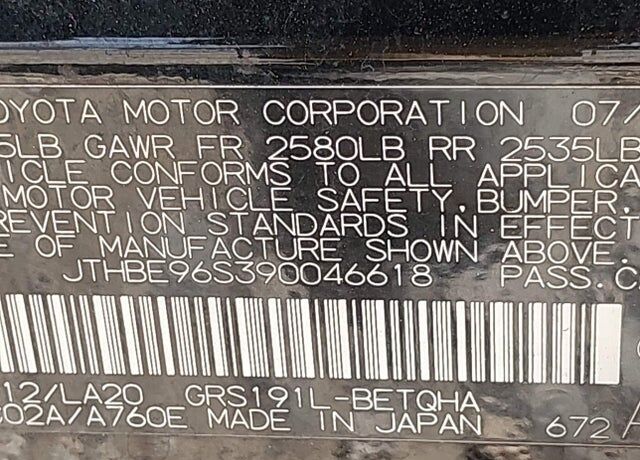 OYOTA MOTOR CORPORATION 07/
5LB GAWR FR 2580LB RR 2535LB
ICLE CONFORMS TO ALL APPLICA
MOTOR VEHICLE SAFETY, BUMPER,
REVENTION STANDARDS IN EFFECT
E OF MANUFACTURE SHOWN ABOVE.
JTHBE96S390046618 PASS.C
12/LA20 GRS191L-BETQHA
02A/A760E MADE IN JAPAN 672